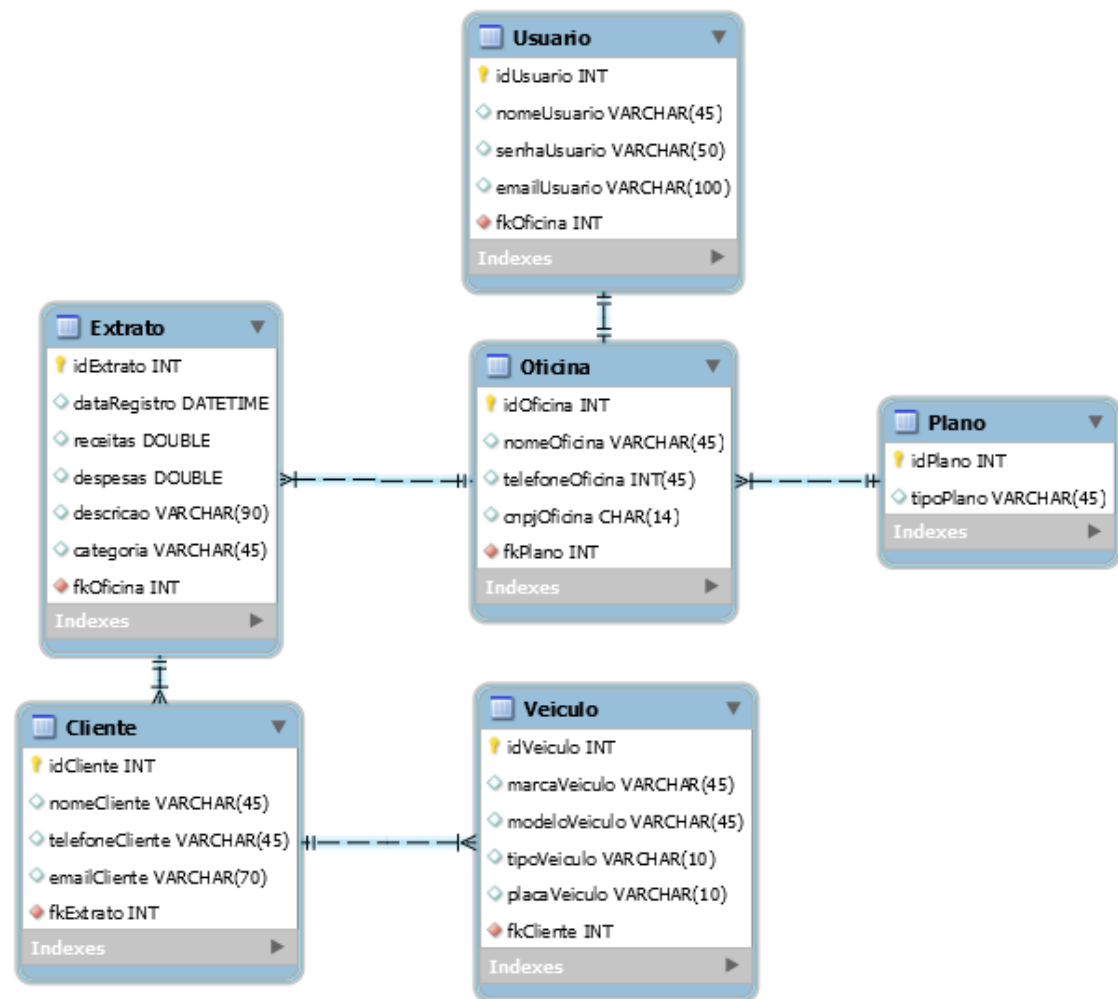 Usuario
idUsuario INT
nomeUsuario VARCHAR(45)
senhaUsuario VARCHAR(50)
emailUsuario VARCHAR(100)
fkOficina INT
Indexes
Extrato
idExtrato INT
dataRegistro DATETIME
receitas DOUBLE
despesas DOUBLE
descricao VARCHAR(90)
categoria VARCHAR(45)
fkOficina INT
Indexes
Oficina
idOficina INT
nomeOficina VARCHAR(45)
telefoneOficina INT(45)
cnpjOficina CHAR(14)
fkPlano INT
Indexes
Plano
idPlano INT
tipoPlano VARCHAR(45)
Indexes
Cliente
idCliente INT
nomeCliente VARCHAR(45)
telefoneCliente VARCHAR(45)
emailCliente VARCHAR(70)
fkExtrato INT
Indexes
Veiculo
idVeiculo INT
marcaVeiculo VARCHAR(45)
modeloVeiculo VARCHAR(45)
tipoVeiculo VARCHAR(10)
placaVeiculo VARCHAR(10)
fkCliente INT
Indexes